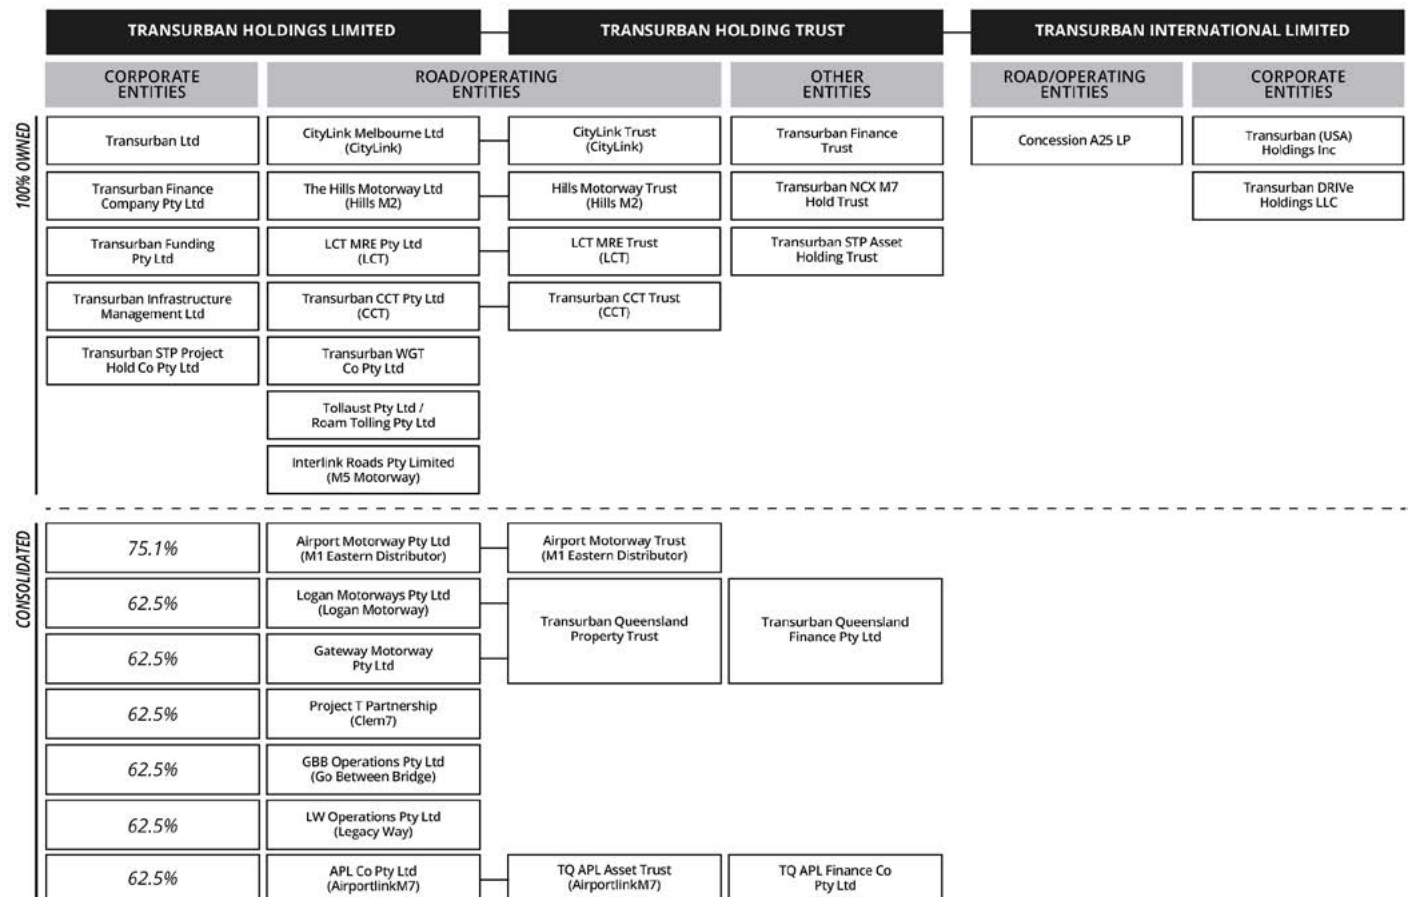 TRANSURBAN HOLDINGS LIMITED
TRANSURBAN HOLDING TRUST
TRANSURBAN INTERNATIONAL LIMITED
CORPORATE
ENTITIES
ROAD/OPERATING
ENTITIES
OTHER
ENTITIES
ROAD/OPERATING
ENTITIES
CORPORATE
ENTITIES
100% OWNED
Transurban Ltd
CityLink Melbourne Ltd
(CityLink)
CityLink Trust
(CityLink)
Transurban Finance
Trust
Concession A25 LP
Transurban (USA)
Holdings Inc
Transurban Finance
Company Pty Ltd
The Hills Motorway Ltd
(Hills M2)
Hills Motorway Trust
(Hills M2)
Transurban NCX M7
Hold Trust
Transurban DRIVe
Holdings LLC
Transurban Funding
Pty Ltd
LCT MRE Pty Ltd
(LCT)
LCT MRE Trust
(LCT)
Transurban STP Asset
Holding Trust
Transurban Infrastructure
Management Ltd
Transurban CCT Pty Ltd
(CCT)
Transurban CCT Trust
(CCT)
Transurban STP Project
Hold Co Pty Ltd
Transurban WGT
Co Pty Ltd
Tollaust Pty Ltd /
Roam Tolling Pty Ltd
Interlink Roads Pty Limited
(M5 Motorway)
CONSOLIDATED
75.1%
Airport Motorway Pty Ltd
(M1 Eastern Distributor)
Airport Motorway Trust
(M1 Eastern Distributor)
62.5%
Logan Motorways Pty Ltd
(Logan Motorway)
Transurban Queensland
Property Trust
Transurban Queensland
Finance Pty Ltd
62.5%
Gateway Motorway
Pty Ltd
62.5%
Project T Partnership
(Clem7)
62.5%
GBB Operations Pty Ltd
(Go Between Bridge)
62.5%
LW Operations Pty Ltd
(Legacy Way)
62.5%
APL Co Pty Ltd
(AirportlinkM7)
TQ APL Asset Trust
(AirportlinkM7)
TQ APL Finance Co
Pty Ltd